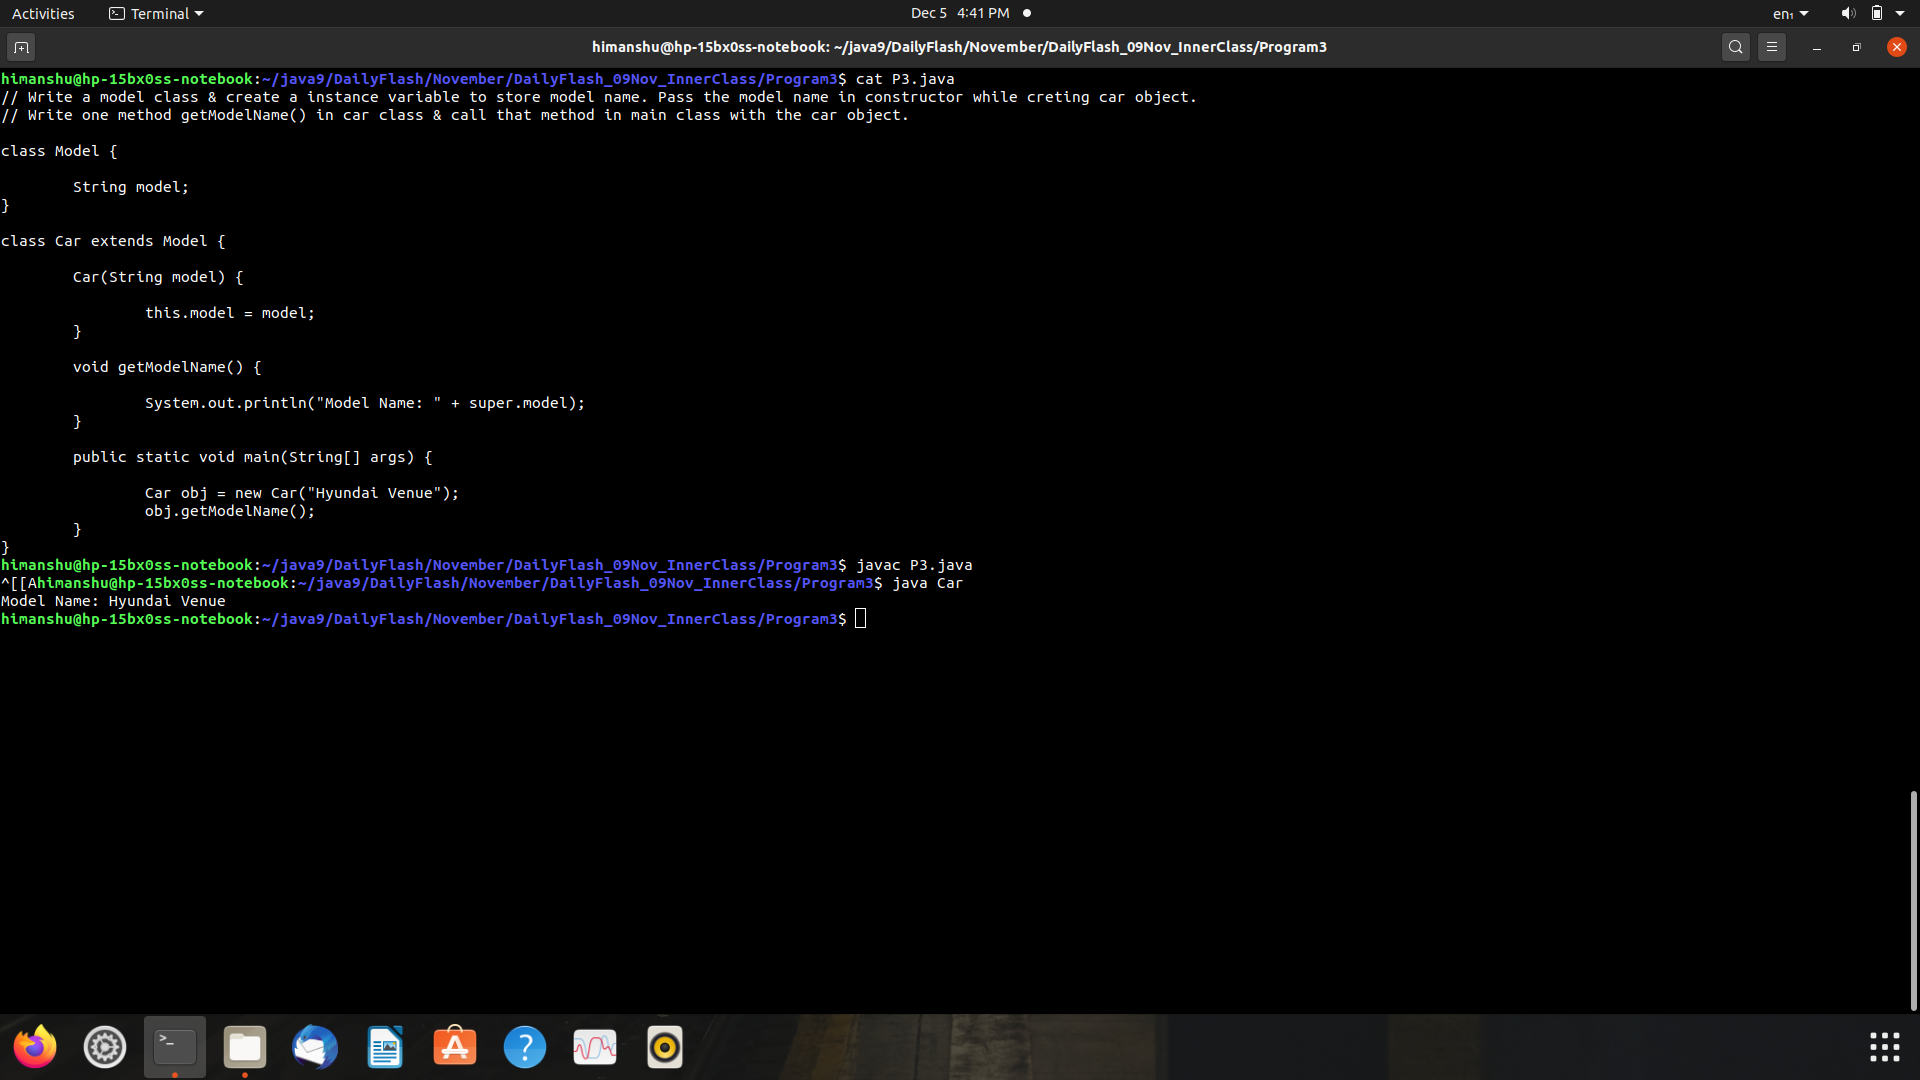 Activities
Terminal
Dec 5 4:41 PM
en₁
himanshu@hp-15bx0ss-notebook: ~/java9/DailyFlash/November/DailyFlash_09Nov_InnerClass/Program3
himanshu@hp-15bx0ss-notebook:~/java9/DailyFlash/November/DailyFlash_09Nov_InnerClass/Program3$ cat P3.java
// Write a model class & create a instance variable to store model name. Pass the model name in constructor while creting car object.
// Write one method getModelName() in car class & call that method in main class with the car object.
class Model {
String model;
}
class Car extends Model {
Car(String model) {
this.model = model;
}
void getModelName() {
System.out.println("Model Name: " + super.model);
}
public static void main(String[] args) {
Car obj = new Car("Hyundai Venue");
obj.getModelName();
}
}
himanshu@hp-15bx0ss-notebook:~/java9/DailyFlash/November/DailyFlash_09Nov_InnerClass/Program3$ javac P3.java
^[[Ahimanshu@hp-15bx0ss-notebook:~/java9/DailyFlash/November/DailyFlash_09Nov_InnerClass/Program3$ java Car
Model Name: Hyundai Venue
himanshu@hp-15bx0ss-notebook:~/java9/DailyFlash/November/DailyFlash_09Nov_InnerClass/Program3$